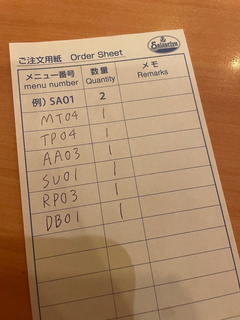 Saizeriya
ご注文用紙 Order Sheet
メニュー番号 数量 メモ
menu number Quantity Remarks
例) SA01 2
MT04 1
TP04 1
AA03 1
SU01 1
RP03 1
DB01 1